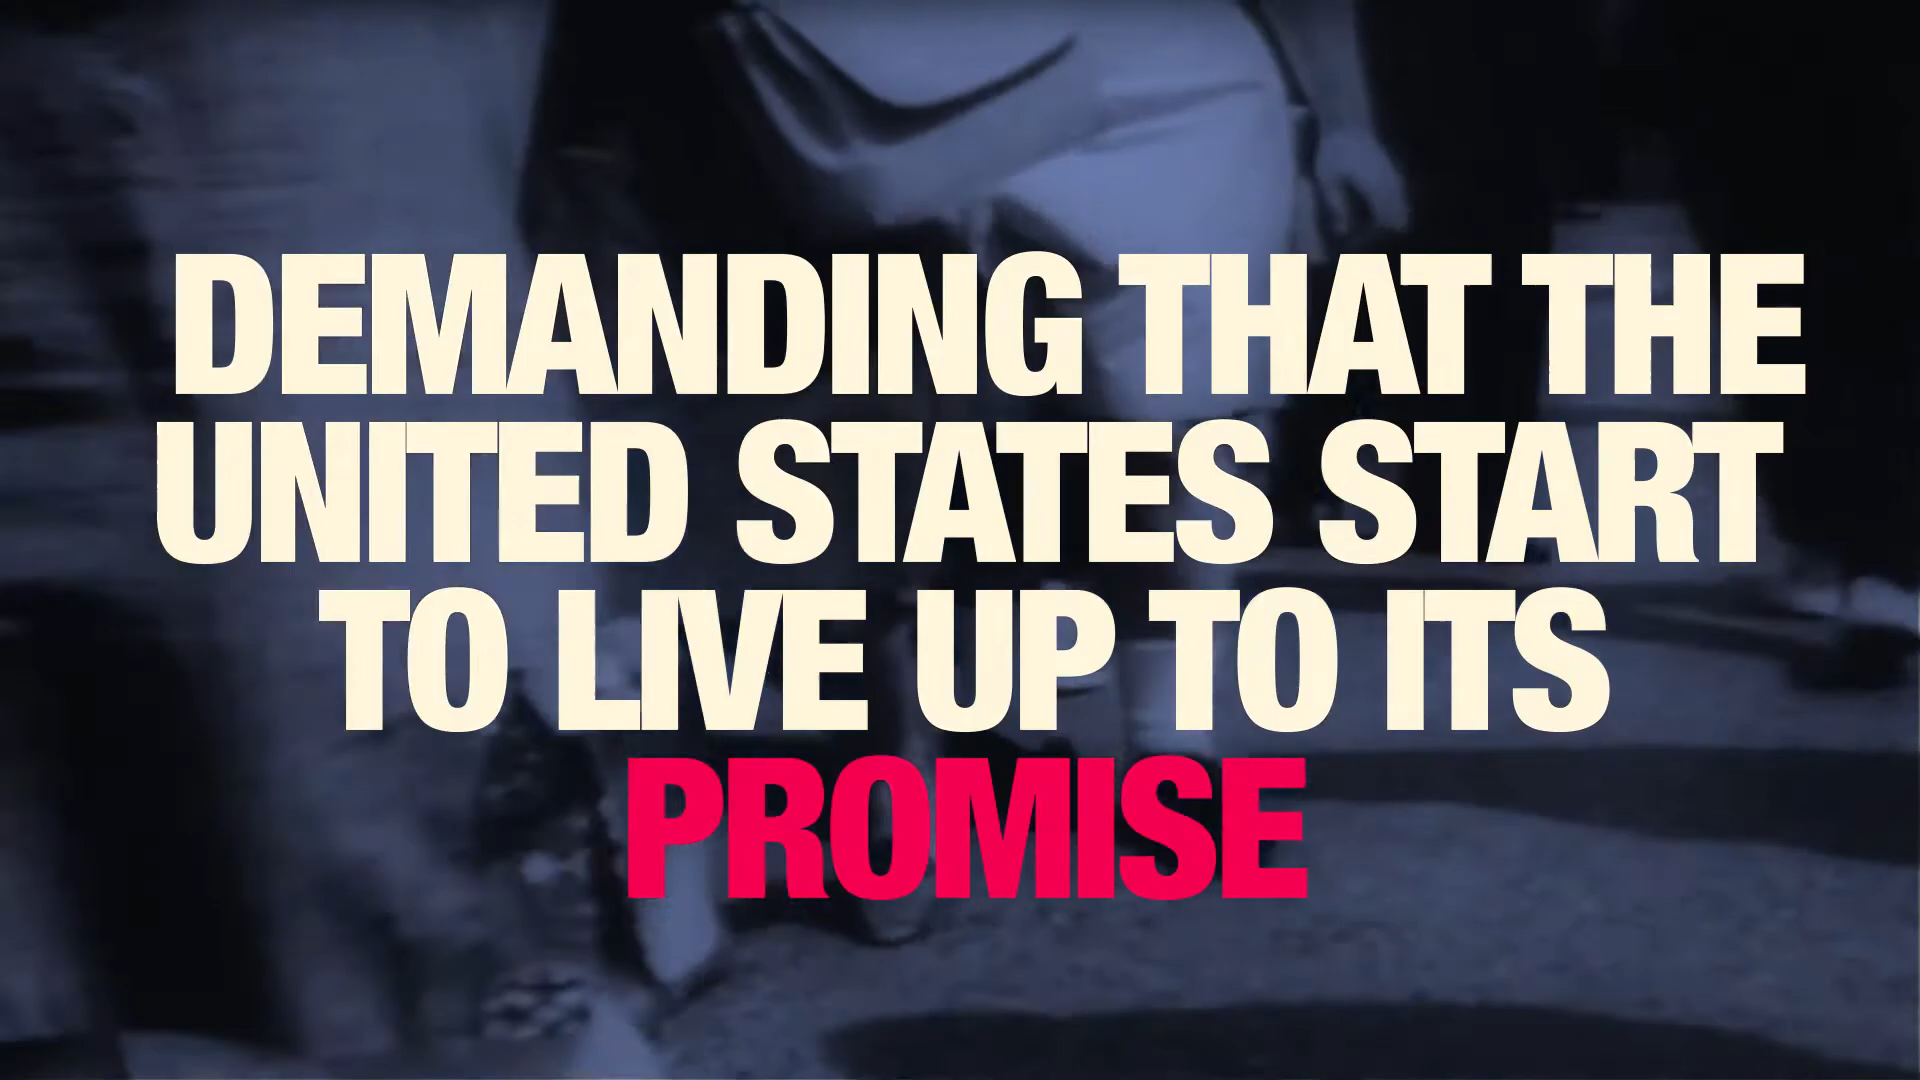 DEMANDING THAT THE
UNITED STATES START
TO LIVE UP TO ITS
PROMISE